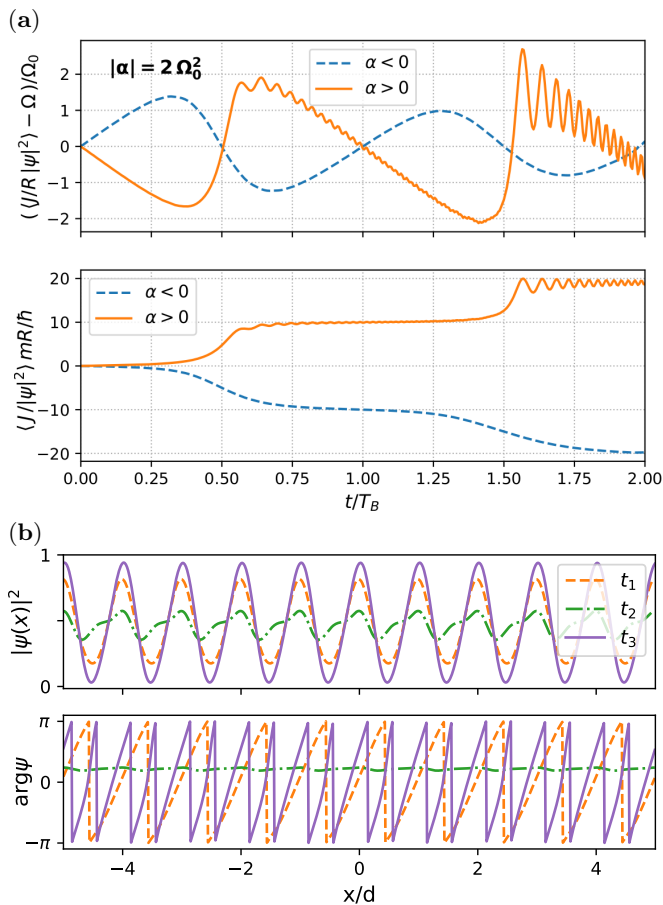 (a)
|α| = 2 Ω₀²
α < 0
α > 0
(⟨J/R |ψ|²⟩ − Ω)/Ω₀
2
1
0
−1
−2
α < 0
α > 0
⟨J/|ψ|²⟩ mR/ħ
20
10
0
−10
−20
0.00 0.25 0.50 0.75 1.00 1.25 1.50 1.75 2.00
t/T_B
(b)
|ψ(x)|²
1
0
t₁
t₂
t₃
argψ
π
0
−π
−4 −2 0 2 4
x/d